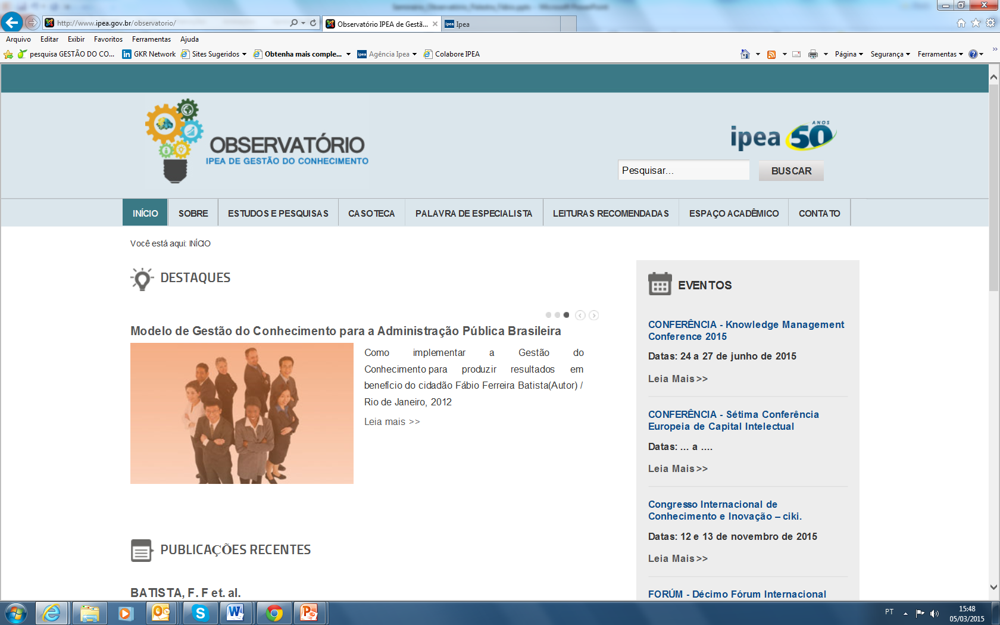 http://www.ipea.gov.br/observatorio/
Observatório IPEA de Gestã...
ipea Ipea
Arquivo Editar Exibir Favoritos Ferramentas Ajuda
pesquisa GESTÃO DO CO... in GKR Network Sites Sugeridos Obtenha mais comple... ipea Agência Ipea Colabore IPEA Página Segurança Ferramentas
OBSERVATÓRIO
IPEA DE GESTÃO DO CONHECIMENTO
ipea 50 ANOS
Pesquisar... BUSCAR
INÍCIO SOBRE ESTUDOS E PESQUISAS CASOTECA PALAVRA DE ESPECIALISTA LEITURAS RECOMENDADAS ESPAÇO ACADÊMICO CONTATO
Você está aqui: INÍCIO
DESTAQUES
Modelo de Gestão do Conhecimento para a Administração Pública Brasileira
Como implementar a Gestão do
Conhecimento para produzir resultados em
benefício do cidadão Fábio Ferreira Batista(Autor) /
Rio de Janeiro, 2012
Leia mais >>
PUBLICAÇÕES RECENTES
BATISTA, F. F et. al.
EVENTOS
CONFERÊNCIA - Knowledge Management
Conference 2015
Datas: 24 a 27 de junho de 2015
Leia Mais >>
CONFERÊNCIA - Sétima Conferência
Europeia de Capital Intelectual
Datas: ... a ....
Leia Mais >>
Congresso Internacional de
Conhecimento e Inovação – ciki.
Datas: 12 e 13 de novembro de 2015
Leia Mais >>
FORÚM - Décimo Fórum Internacional
PT
15:48
05/03/2015